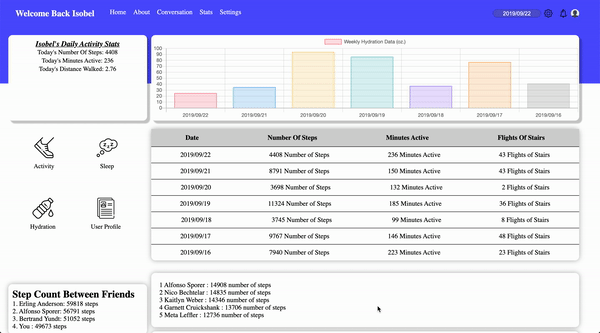 Welcome Back Isobel
Home About Conversation Stats Settings
2019/09/22
Isobel's Daily Activity Stats
Today's Number Of Steps: 4408
Today's Minutes Active: 236
Today's Distance Walked: 2.76
Weekly Hydration Data (oz.)
100
90
80
70
60
50
40
30
20
10
0
2019/09/22 2019/09/21 2019/09/20 2019/09/19 2019/09/18 2019/09/17 2019/09/16
Activity
Sleep
Hydration
User Profile
Date Number Of Steps Minutes Active Flights Of Stairs
2019/09/22 4408 Number of Steps 236 Minutes Active 43 Flights of Stairs
2019/09/21 8791 Number of Steps 150 Minutes Active 43 Flights of Stairs
2019/09/20 3698 Number of Steps 132 Minutes Active 2 Flights of Stairs
2019/09/19 11324 Number of Steps 185 Minutes Active 36 Flights of Stairs
2019/09/18 3745 Number of Steps 99 Minutes Active 8 Flights of Stairs
2019/09/17 9767 Number of Steps 146 Minutes Active 48 Flights of Stairs
2019/09/16 7940 Number of Steps 223 Minutes Active 23 Flights of Stairs
Step Count Between Friends
1. Erling Anderson: 59818 steps
2. Alfonso Sporer: 56791 steps
3. Bertrand Yundt: 51052 steps
4. You : 49673 steps
1 Alfonso Sporer : 14908 number of steps
2 Nico Bechtelar : 14835 number of steps
3 Kaitlyn Weber : 14346 number of steps
4 Garnett Cruickshank : 13706 number of steps
5 Meta Leffler : 12736 number of steps